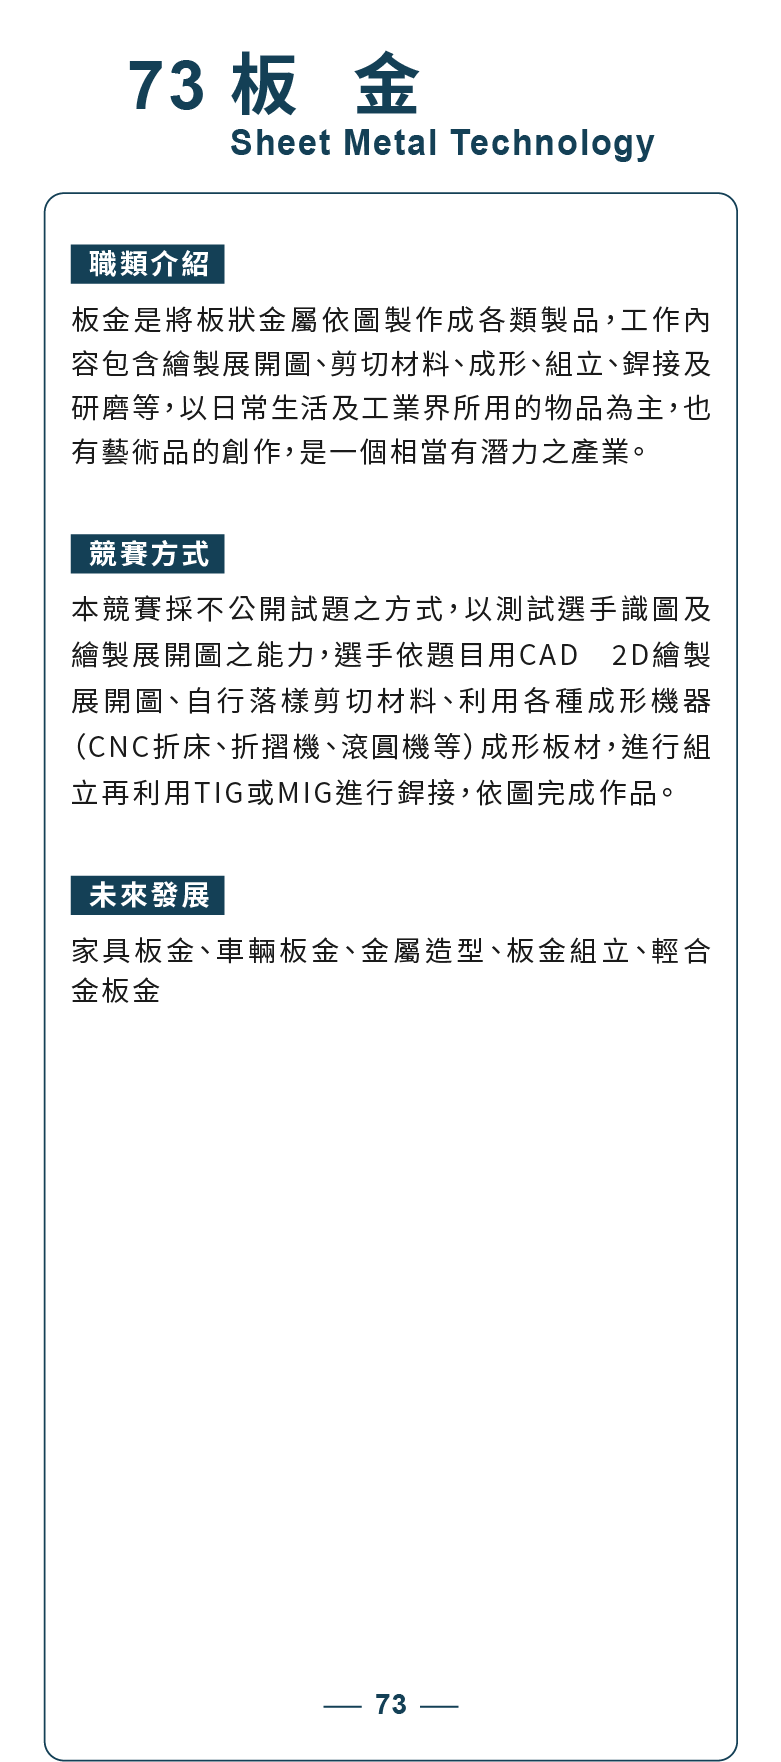 73 板 金
Sheet Metal Technology
職類介紹
板金是將板狀金屬依圖製作成各類製品，工作內
容包含繪製展開圖、剪切材料、成形、組立、銲接及
研磨等，以日常生活及工業界所用的物品為主，也
有藝術品的創作，是一個相當有潛力之產業。
競賽方式
本競賽採不公開試題之方式，以測試選手識圖及
繪製展開圖之能力，選手依題目用CAD 2D繪製
展開圖、自行落樣剪切材料、利用各種成形機器
（CNC折床、折摺機、滾圓機等）成形板材，進行組
立再利用TIG或MIG進行銲接，依圖完成作品。
未來發展
家具板金、車輛板金、金屬造型、板金組立、輕合
金板金
73